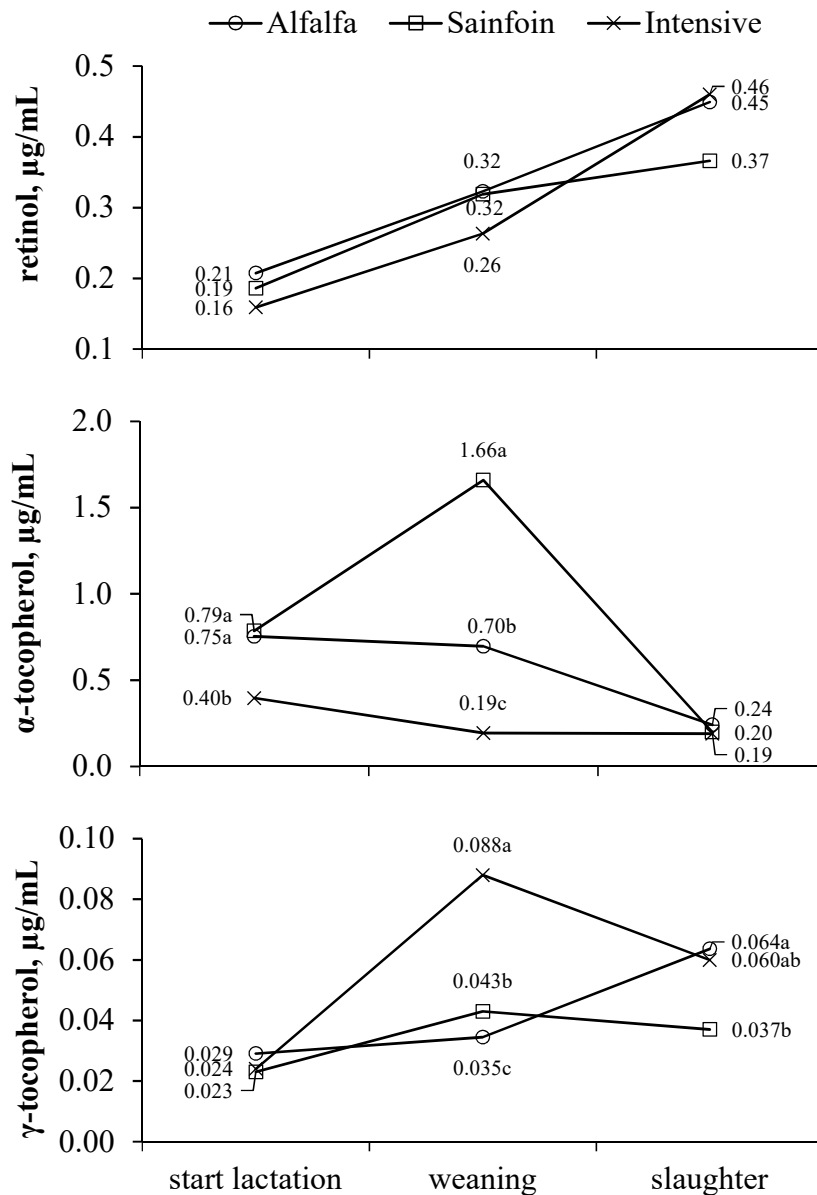 Alfalfa Sainfoin Intensive
retinol, µg/mL
0.5
0.4
0.3
0.2
0.1
0.46
0.45
0.37
0.32
0.32
0.26
0.21
0.19
0.16
α-tocopherol, µg/mL
2.0
1.5
1.0
0.5
0.0
1.66a
0.79a
0.75a
0.70b
0.40b
0.19c
0.24
0.20
0.19
γ-tocopherol, µg/mL
0.10
0.08
0.06
0.04
0.02
0.00
0.088a
0.064a
0.060ab
0.043b
0.037b
0.029
0.024
0.023
0.035c
start lactation weaning slaughter